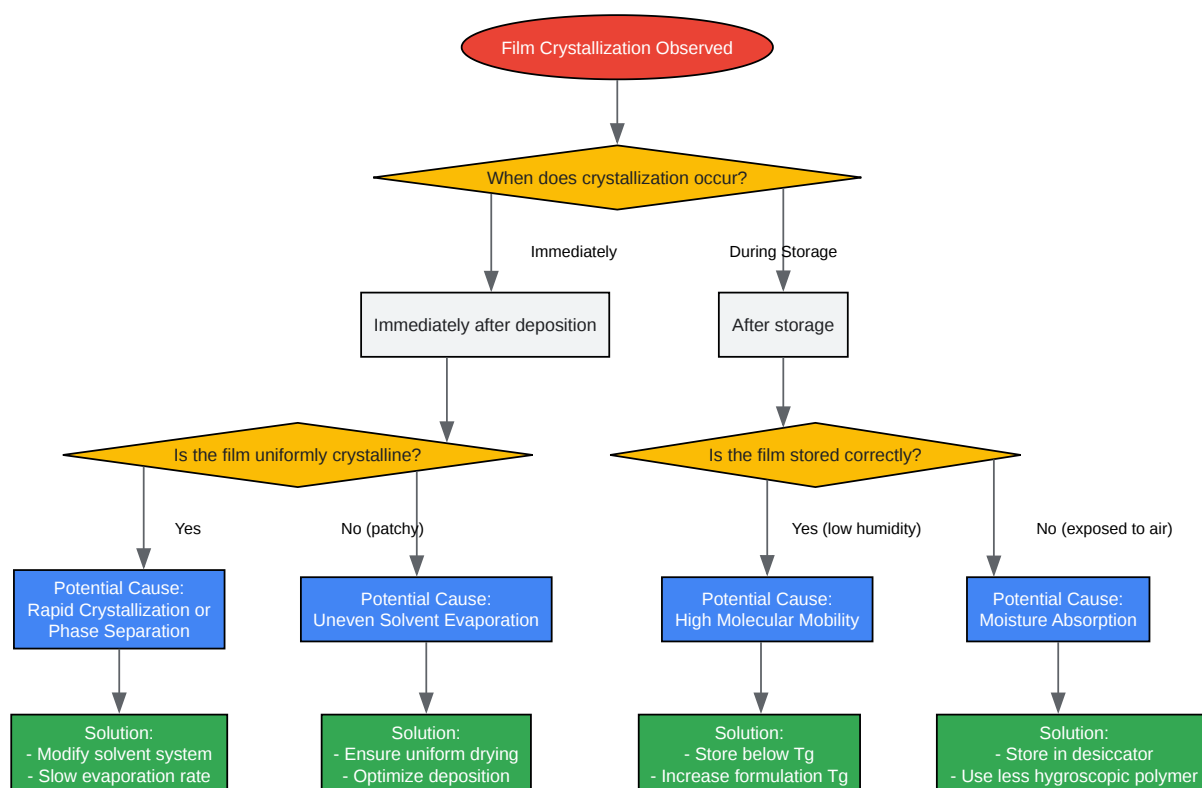 Film Crystallization Observed
When does crystallization occur?
Immediately
During Storage
Immediately after deposition
After storage
Is the film uniformly crystalline?
Is the film stored correctly?
Yes
No (patchy)
Yes (low humidity)
No (exposed to air)
Potential Cause:
Rapid Crystallization or
Phase Separation
Potential Cause:
Uneven Solvent Evaporation
Potential Cause:
High Molecular Mobility
Potential Cause:
Moisture Absorption
Solution:
- Modify solvent system
- Slow evaporation rate
Solution:
- Ensure uniform drying
- Optimize deposition
Solution:
- Store below Tg
- Increase formulation Tg
Solution:
- Store in desiccator
- Use less hygroscopic polymer